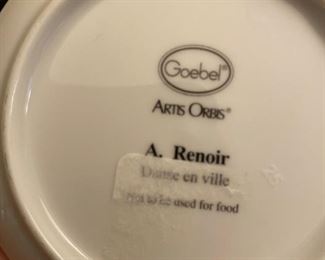 Goebel®
ARTIS ORBIS®
A. Renoir
Danse en ville
Not to be used for food